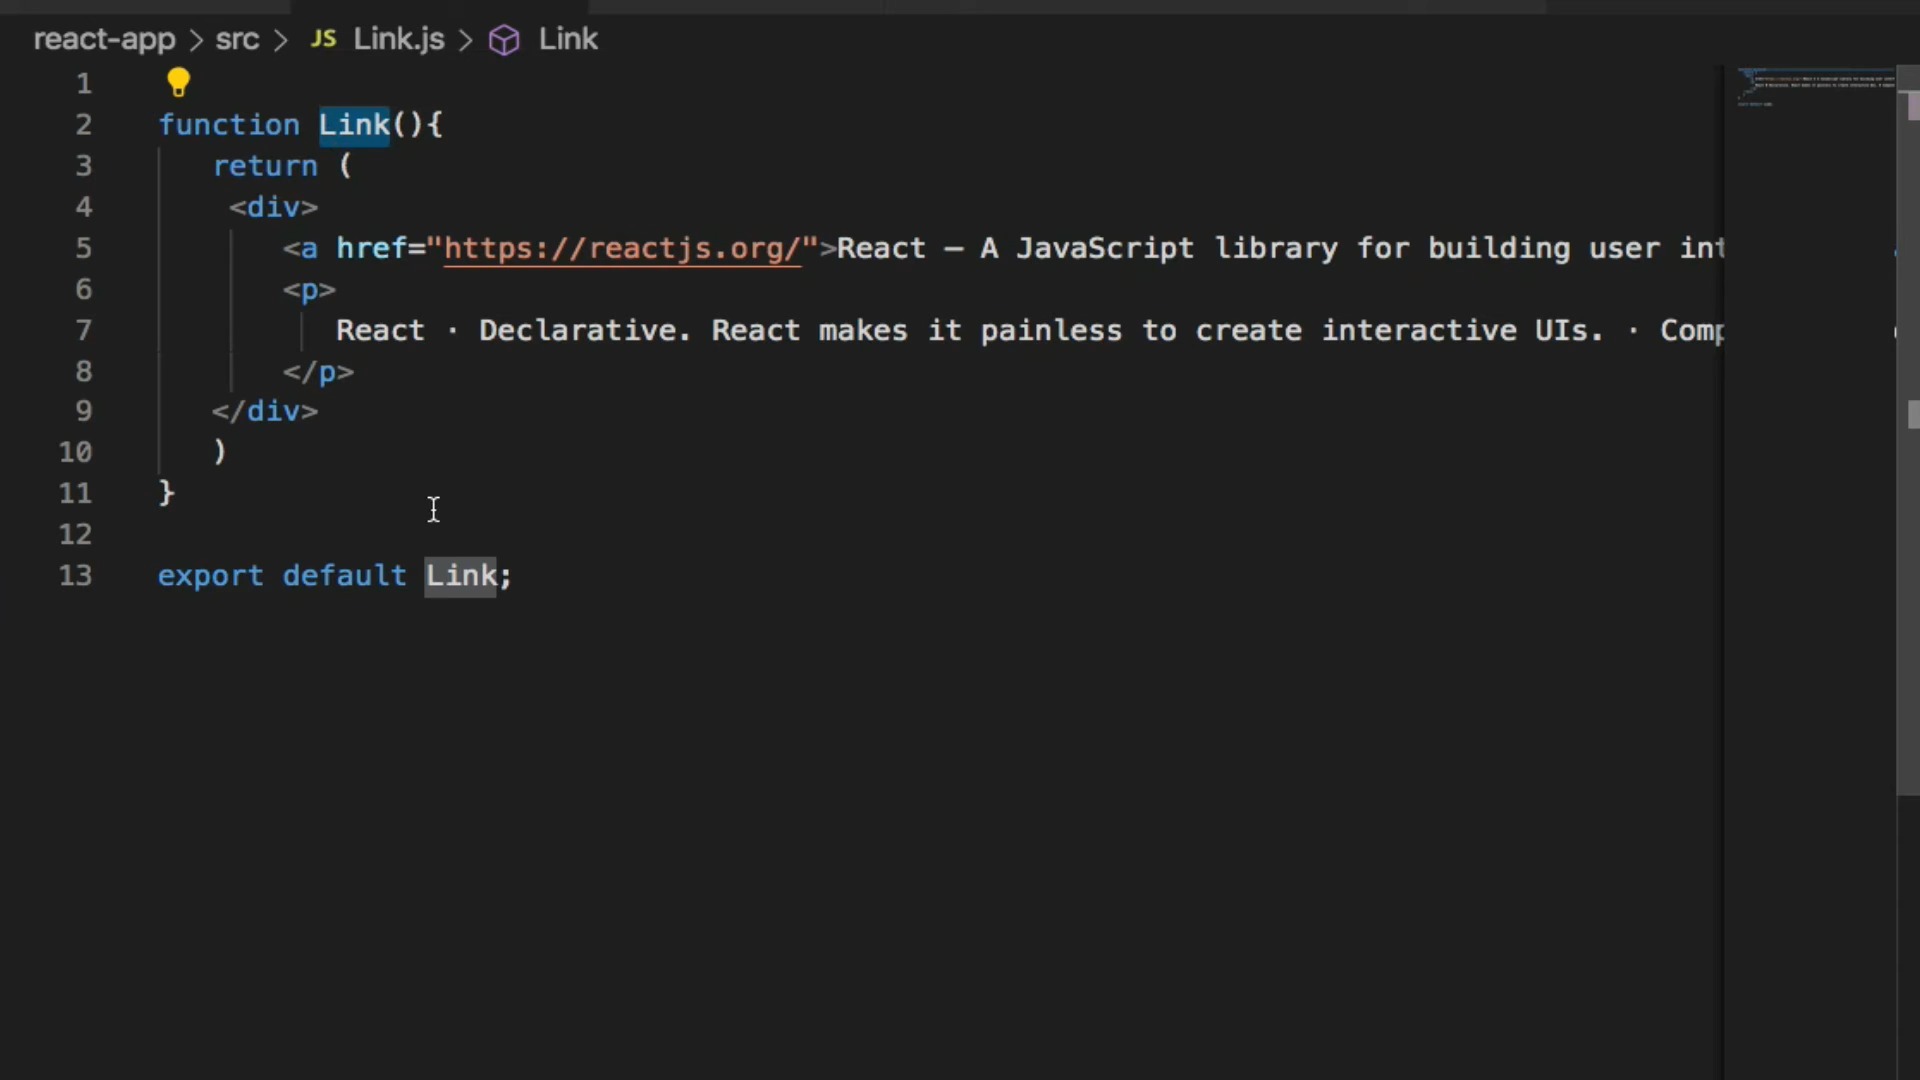 react-app > src > JS Link.js > Link
1
2 function Link(){
3 return (
4 <div>
5 <a href="https://reactjs.org/">React – A JavaScript library for building user int
6 <p>
7 React · Declarative. React makes it painless to create interactive UIs. · Comp
8 </p>
9 </div>
10 )
11 }
12
13 export default Link;